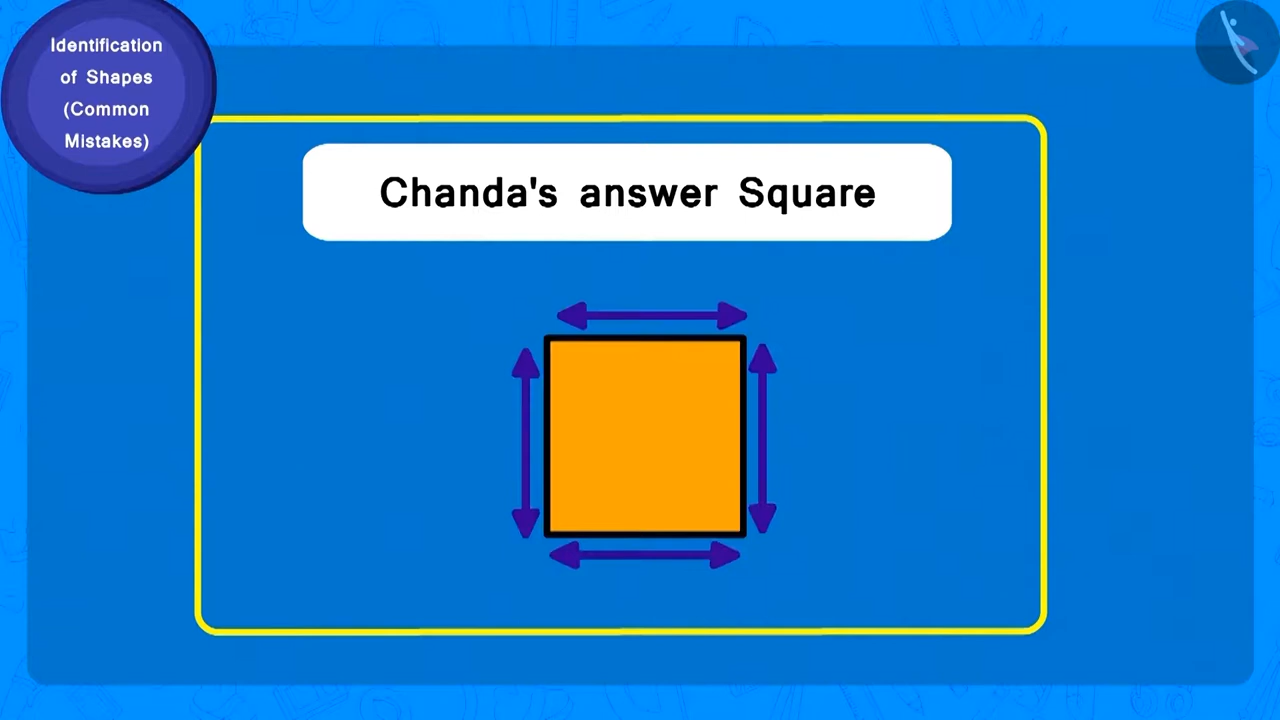 Identification
of Shapes
(Common
Mistakes)
Chanda's answer Square